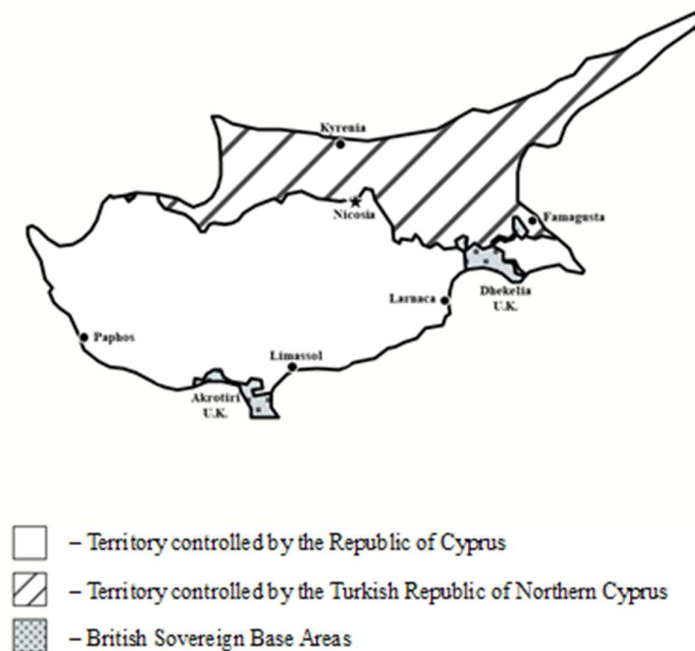 Kyrenia
Nicosia
Famagusta
Larnaca
Dhekelia
U.K.
Paphos
Limassol
Akrotiri
U.K.
– Territory controlled by the Republic of Cyprus
– Territory controlled by the Turkish Republic of Northern Cyprus
– British Sovereign Base Areas